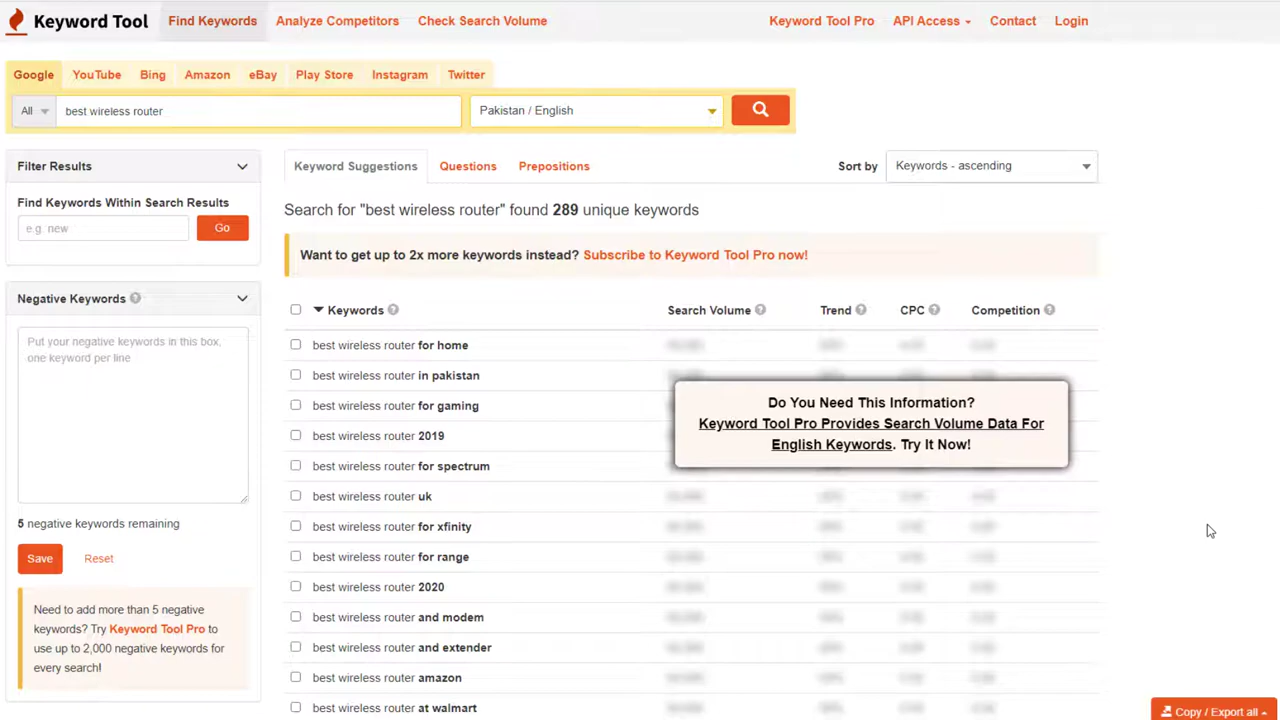 Keyword Tool Find Keywords Analyze Competitors Check Search Volume Keyword Tool Pro API Access Contact Login
Google YouTube Bing Amazon eBay Play Store Instagram Twitter
All best wireless router Pakistan / English
Filter Results
Find Keywords Within Search Results
e.g. new Go
Negative Keywords
Put your negative keywords in this box,
one keyword per line
5 negative keywords remaining
Save Reset
Need to add more than 5 negative
keywords? Try Keyword Tool Pro to
use up to 2,000 negative keywords for
every search!
Keyword Suggestions Questions Prepositions Sort by Keywords - ascending
Search for "best wireless router" found 289 unique keywords
Want to get up to 2x more keywords instead? Subscribe to Keyword Tool Pro now!
Keywords Search Volume Trend CPC Competition
best wireless router for home
best wireless router in pakistan
best wireless router for gaming
best wireless router 2019
best wireless router for spectrum
best wireless router uk
best wireless router for xfinity
best wireless router for range
best wireless router 2020
best wireless router and modem
best wireless router and extender
best wireless router amazon
best wireless router at walmart
Do You Need This Information?
Keyword Tool Pro Provides Search Volume Data For
English Keywords. Try It Now!
Copy / Export all